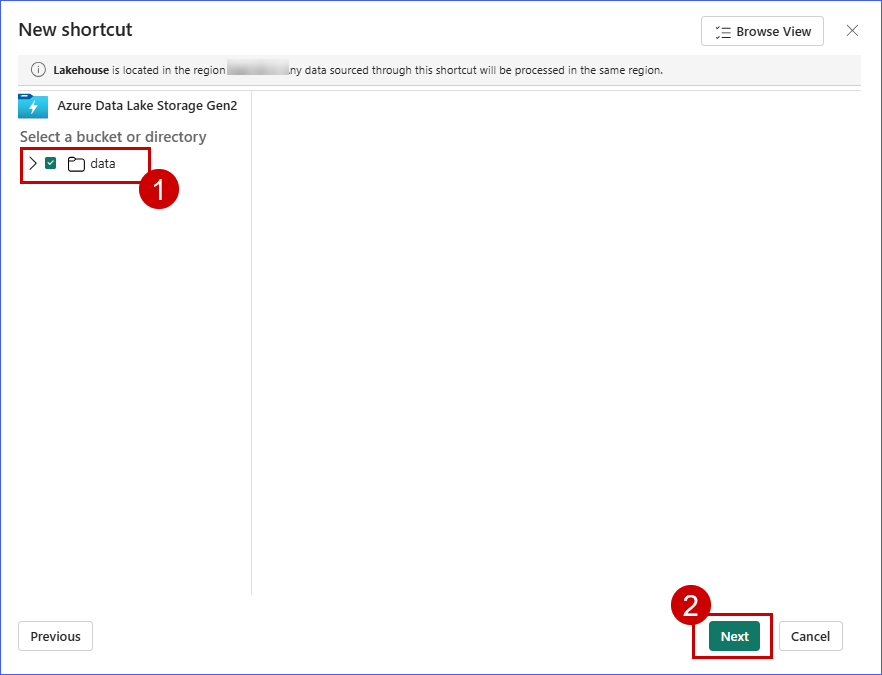 New shortcut
Browse View
Lakehouse is located in the region ny data sourced through this shortcut will be processed in the same region.
Azure Data Lake Storage Gen2
Select a bucket or directory
data
1
2
Previous
Next
Cancel